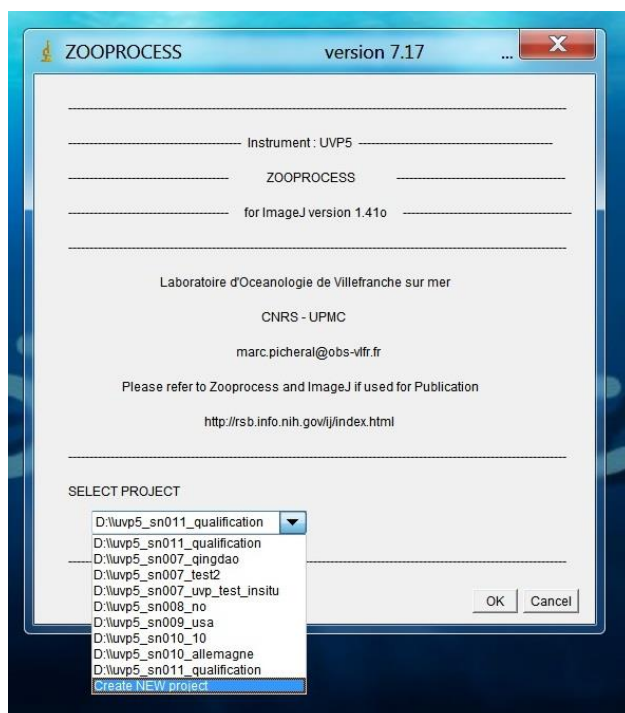 ZOOPROCESS version 7.17 ...
Instrument : UVP5
ZOOPROCESS
for ImageJ version 1.41o
Laboratoire d'Oceanologie de Villefranche sur mer
CNRS - UPMC
marc.picheral@obs-vlfr.fr
Please refer to Zooprocess and ImageJ if used for Publication
http://rsb.info.nih.gov/ij/index.html
SELECT PROJECT
D:\\uvp5_sn011_qualification
D:\\uvp5_sn011_qualification
D:\\uvp5_sn007_qingdao
D:\\uvp5_sn007_test2
D:\\uvp5_sn007_uvp_test_insitu
D:\\uvp5_sn008_no
D:\\uvp5_sn009_usa
D:\\uvp5_sn010_10
D:\\uvp5_sn010_allemagne
D:\\uvp5_sn011_qualification
Create NEW project
OK Cancel